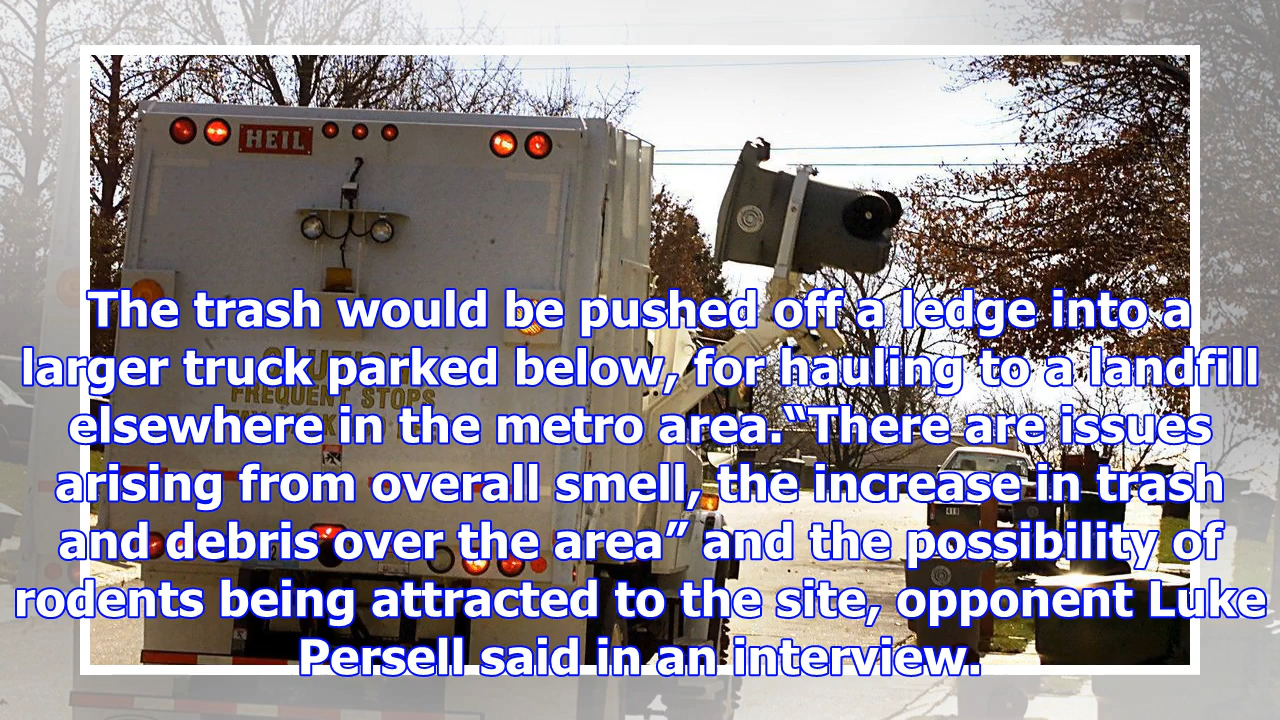 HEIL
The trash would be pushed off a ledge into a
larger truck parked below, for hauling to a landfill
CAUTION
FREQUENT STOPS
elsewhere in the metro area.“There are issues
arising from overall smell, the increase in trash
and debris over the area” and the possibility of
rodents being attracted to the site, opponent Luke
Persell said in an interview.